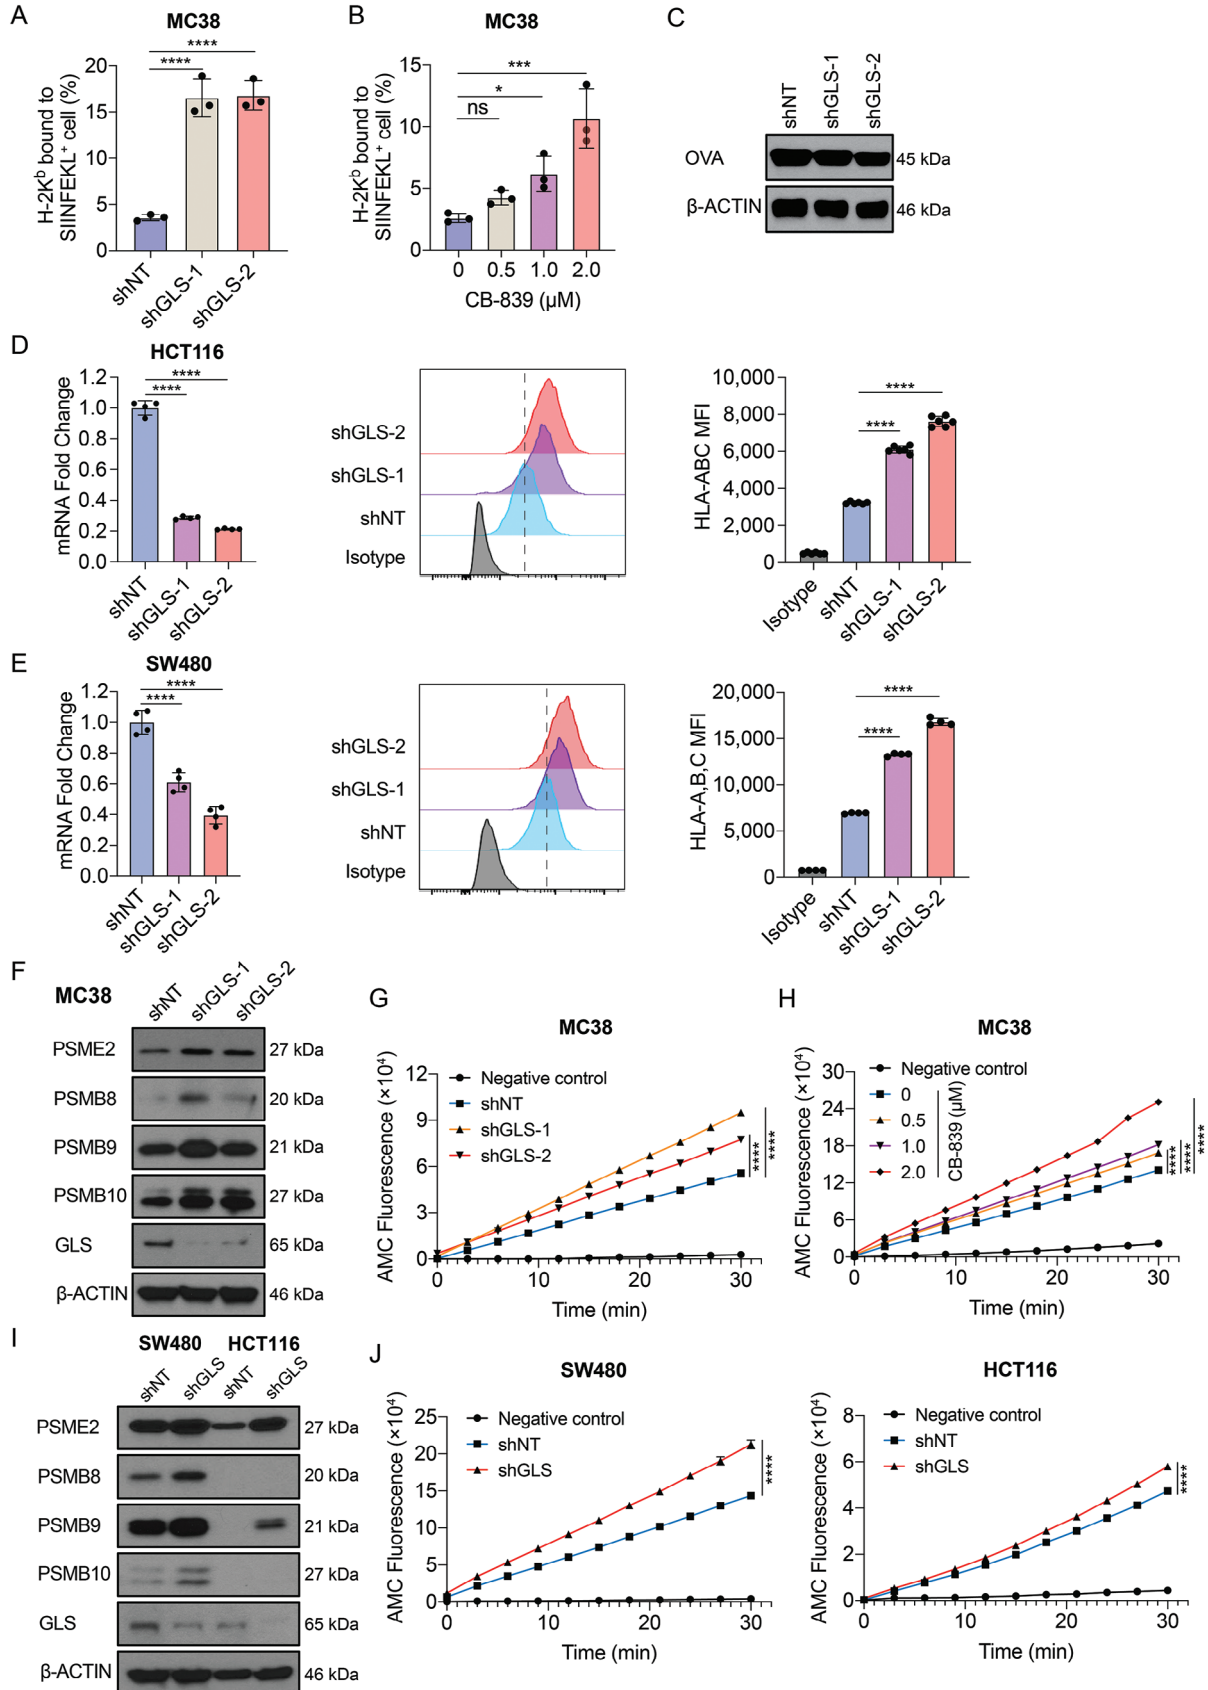 A
MC38
H-2Kb bound to
SIINFEKL+ cell (%)
****
****
20
15
10
5
0
shNT
shGLS-1
shGLS-2
B
MC38
H-2Kb bound to
SIINFEKL+ cell (%)
***
*
ns
15
10
5
0
0 0.5 1.0 2.0
CB-839 (µM)
C
shNT
shGLS-1
shGLS-2
OVA 45 kDa
β-ACTIN 46 kDa
D
HCT116
mRNA Fold Change
****
****
1.2
1.0
0.8
0.6
0.4
0.2
0.0
shNT
shGLS-1
shGLS-2
shGLS-2
shGLS-1
shNT
Isotype
HLA-ABC MFI
****
****
10,000
8,000
6,000
4,000
2,000
0
Isotype
shNT
shGLS-1
shGLS-2
E
SW480
mRNA Fold Change
****
****
1.2
1.0
0.8
0.6
0.4
0.2
0.0
shNT
shGLS-1
shGLS-2
shGLS-2
shGLS-1
shNT
Isotype
HLA-A,B,C MFI
****
****
20,000
15,000
10,000
5,000
0
Isotype
shNT
shGLS-1
shGLS-2
F
MC38
shNT
shGLS-1
shGLS-2
PSME2 27 kDa
PSMB8 20 kDa
PSMB9 21 kDa
PSMB10 27 kDa
GLS 65 kDa
β-ACTIN 46 kDa
G
MC38
AMC Fluorescence (×10⁴)
12
9
6
3
0
Negative control
shNT
shGLS-1
shGLS-2
****
****
0 10 20 30
Time (min)
H
MC38
AMC Fluorescence (×10⁴)
30
24
18
12
6
0
Negative control
0
0.5
1.0
2.0
CB-839 (µM)
****
****
****
0 10 20 30
Time (min)
I
SW480 HCT116
shNT
shGLS
shNT
shGLS
PSME2 27 kDa
PSMB8 20 kDa
PSMB9 21 kDa
PSMB10 27 kDa
GLS 65 kDa
β-ACTIN 46 kDa
J
SW480
AMC Fluorescence (×10⁴)
25
20
15
10
5
0
Negative control
shNT
shGLS
****
0 10 20 30
Time (min)
HCT116
AMC Fluorescence (×10⁴)
8
6
4
2
0
Negative control
shNT
shGLS
****
0 10 20 30
Time (min)